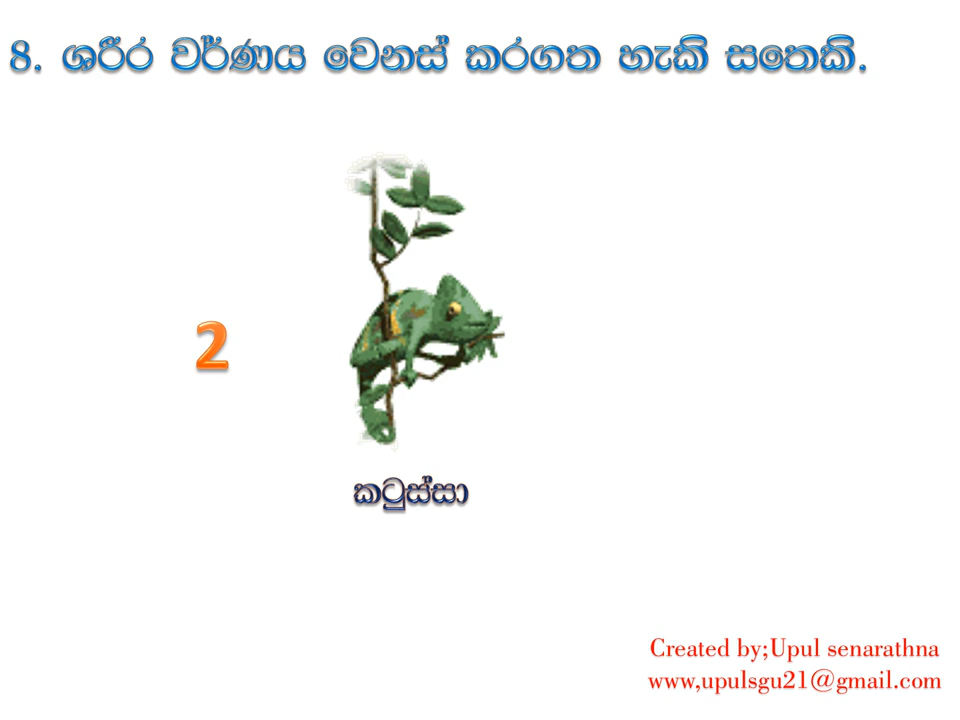 8. ශරීර වර්ණය වෙනස් කරගත හැකි සතෙකි.
2
කටුස්සා
Created by;Upul senarathna
www,upulsgu21@gmail.com